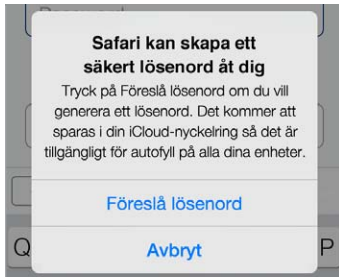 Password
Safari kan skapa ett
säkert lösenord åt dig
Tryck på Föreslå lösenord om du vill
generera ett lösenord. Det kommer att
sparas i din iCloud-nyckelring så det är
tillgängligt för autofyll på alla dina enheter.
Föreslå lösenord
Avbryt
Q P